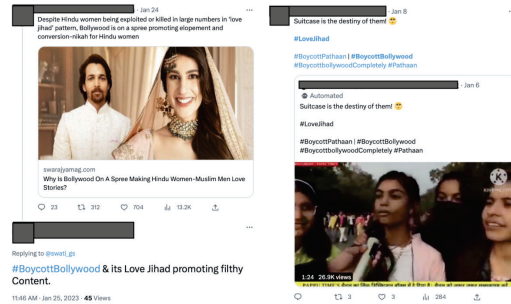 · Jan 24
Despite Hindu women being exploited or killed in large numbers in 'love
jihad' pattern, Bollywood is on a spree promoting elopement and
conversion-nikah for Hindu women
swarajyamag.com
Why Is Bollywood On A Spree Making Hindu Women-Muslim Men Love
Stories?
23 312 704 13.2K
Replying to @swati_gs
#BoycottBollywood & its Love Jihad promoting filthy
Content.
11:46 AM · Jan 25, 2023 · 45 Views
· Jan 8
Suitcase is the destiny of them!
#LoveJihad
#BoycottPathaan | #BoycottBollywood
#BoycottbollywoodCompletely #Pathaan
· Jan 6
Automated
Suitcase is the destiny of them!
#LoveJihad
#BoycottPathaan | #BoycottBollywood
#BoycottbollywoodCompletely #Pathaan
K
1:24 26.9K views
3 3 284